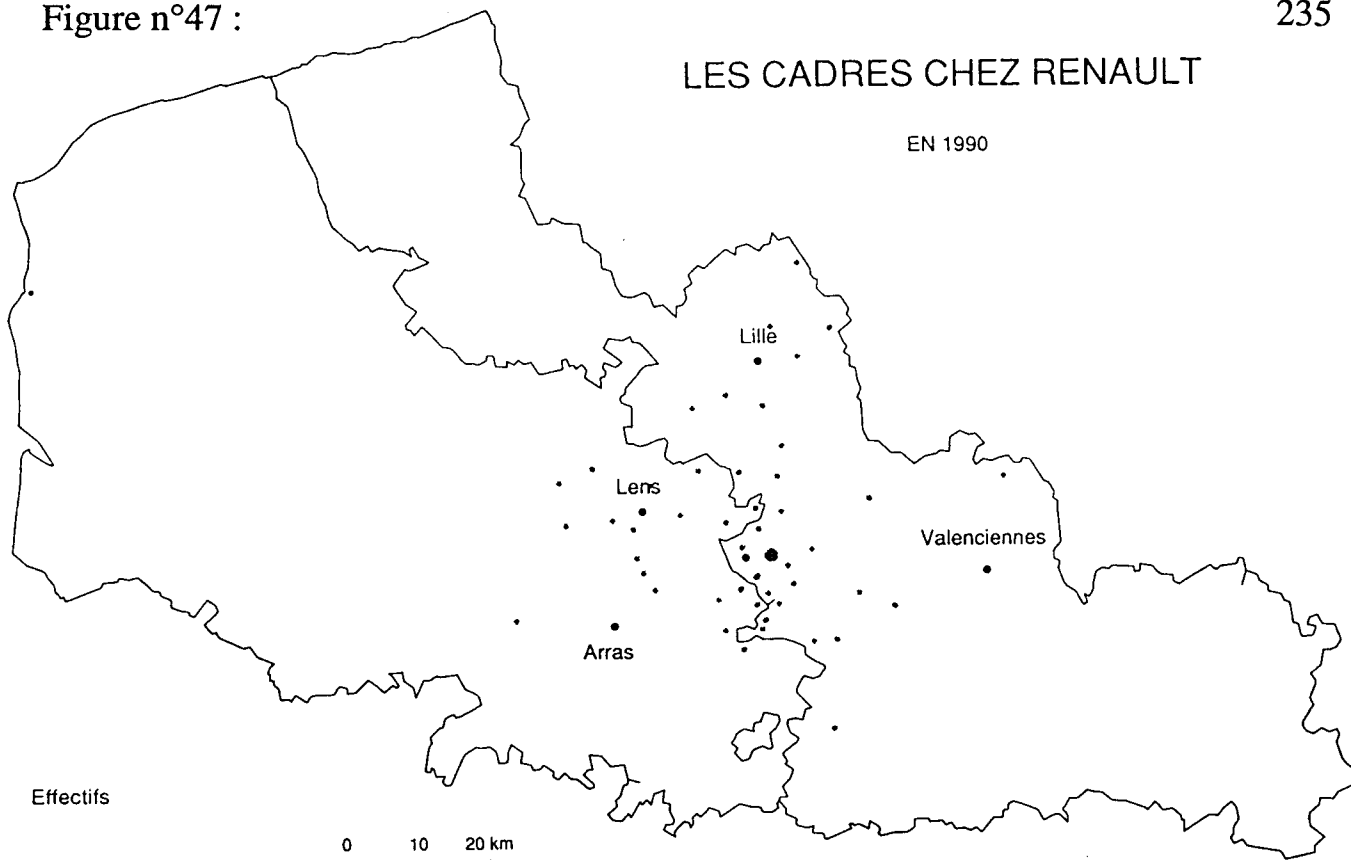 Figure n°47 :
235
LES CADRES CHEZ RENAULT
EN 1990
Lille
Lens
Valenciennes
Arras
Effectifs
0 10 20 km